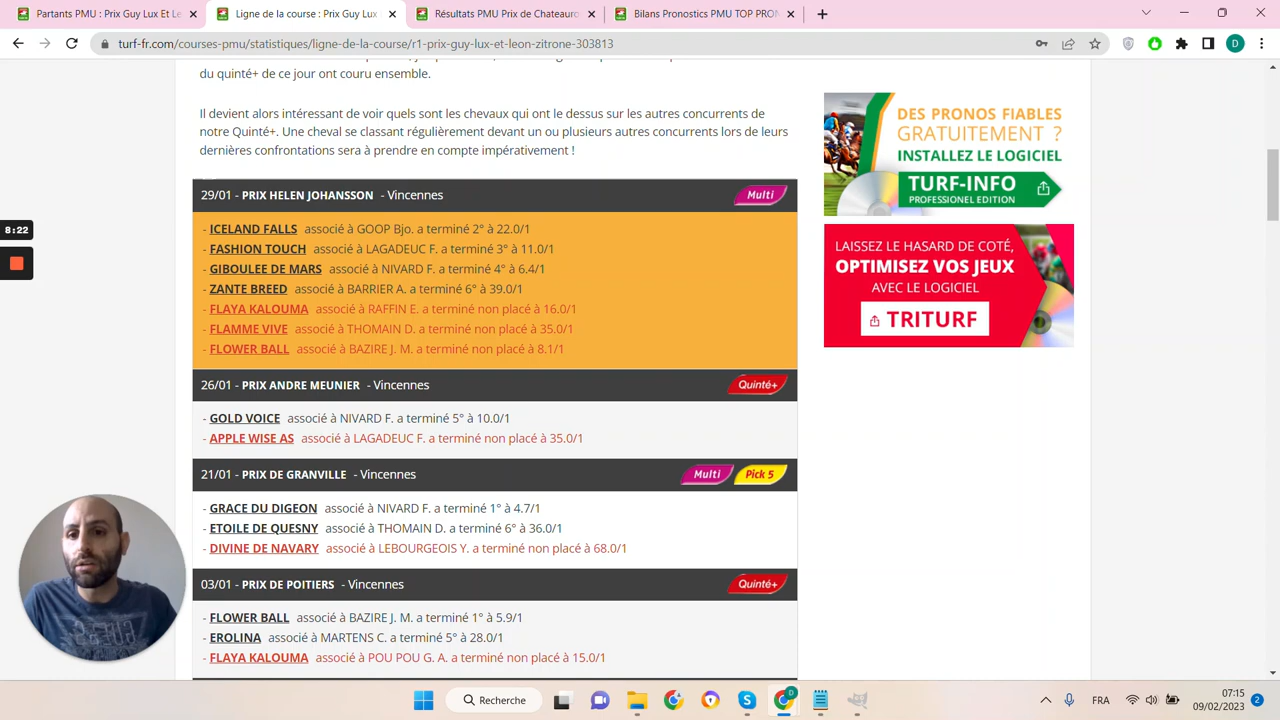 Partants PMU : Prix Guy Lux Et Le
Ligne de la course : Prix Guy Lux
Résultats PMU Prix de Chateauro
Bilans Pronostics PMU TOP PRON
turf-fr.com/courses-pmu/statistiques/ligne-de-la-course/r1-prix-guy-lux-et-leon-zitrone-303813
D
du quinté+ de ce jour ont couru ensemble.
Il devient alors intéressant de voir quels sont les chevaux qui ont le dessus sur les autres concurrents de
notre Quinté+. Une cheval se classant régulièrement devant un ou plusieurs autres concurrents lors de leurs
dernières confrontations sera à prendre en compte impérativement !
29/01 - PRIX HELEN JOHANSSON - Vincennes Multi
- ICELAND FALLS associé à GOOP Bjo. a terminé 2° à 22.0/1
- FASHION TOUCH associé à LAGADEUC F. a terminé 3° à 11.0/1
- GIBOULEE DE MARS associé à NIVARD F. a terminé 4° à 6.4/1
- ZANTE BREED associé à BARRIER A. a terminé 6° à 39.0/1
- FLAYA KALOUMA associé à RAFFIN E. a terminé non placé à 16.0/1
- FLAMME VIVE associé à THOMAIN D. a terminé non placé à 35.0/1
- FLOWER BALL associé à BAZIRE J. M. a terminé non placé à 8.1/1
26/01 - PRIX ANDRE MEUNIER - Vincennes Quinté+
- GOLD VOICE associé à NIVARD F. a terminé 5° à 10.0/1
- APPLE WISE AS associé à LAGADEUC F. a terminé non placé à 35.0/1
21/01 - PRIX DE GRANVILLE - Vincennes Multi Pick 5
- GRACE DU DIGEON associé à NIVARD F. a terminé 1° à 4.7/1
- ETOILE DE QUESNY associé à THOMAIN D. a terminé 6° à 36.0/1
- DIVINE DE NAVARY associé à LEBOURGEOIS Y. a terminé non placé à 68.0/1
03/01 - PRIX DE POITIERS - Vincennes Quinté+
- FLOWER BALL associé à BAZIRE J. M. a terminé 1° à 5.9/1
- EROLINA associé à MARTENS C. a terminé 5° à 28.0/1
- FLAYA KALOUMA associé à POU POU G. A. a terminé non placé à 15.0/1
DES PRONOS FIABLES
GRATUITEMENT ?
INSTALLEZ LE LOGICIEL
TURF-INFO
PROFESSIONEL EDITION
LAISSEZ LE HASARD DE COTÉ,
OPTIMISEZ VOS JEUX
AVEC LE LOGICIEL
TRITURF
8:22
Recherche
FRA
07:15
09/02/2023
2